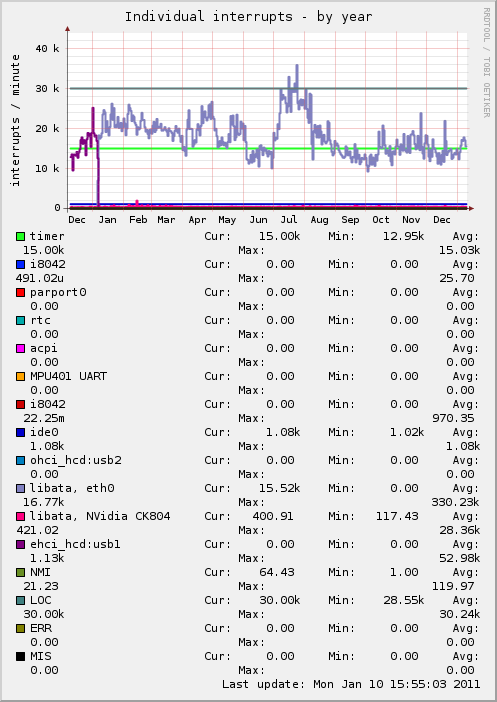 Individual interrupts - by year
RRDTOOL / TOBI OETIKER
interrupts / minute
40 k
30 k
20 k
10 k
0
Dec Jan Feb Mar Apr May Jun Jul Aug Sep Oct Nov Dec
timer Cur: 15.00k Min: 12.95k Avg:
15.00k Max: 15.03k
i8042 Cur: 0.00 Min: 0.00 Avg:
491.02u Max: 25.70
parport0 Cur: 0.00 Min: 0.00 Avg:
0.00 Max: 0.00
rtc Cur: 0.00 Min: 0.00 Avg:
0.00 Max: 0.00
acpi Cur: 0.00 Min: 0.00 Avg:
0.00 Max: 0.00
MPU401 UART Cur: 0.00 Min: 0.00 Avg:
0.00 Max: 0.00
i8042 Cur: 0.00 Min: 0.00 Avg:
22.25m Max: 970.35
ide0 Cur: 1.08k Min: 1.02k Avg:
1.08k Max: 1.08k
ohci_hcd:usb2 Cur: 0.00 Min: 0.00 Avg:
0.00 Max: 0.00
libata, eth0 Cur: 15.52k Min: 0.00 Avg:
16.77k Max: 330.23k
libata, NVidia CK804 Cur: 400.91 Min: 117.43 Avg:
421.02 Max: 28.36k
ehci_hcd:usb1 Cur: 0.00 Min: 0.00 Avg:
1.13k Max: 52.98k
NMI Cur: 64.43 Min: 1.00 Avg:
21.23 Max: 119.97
LOC Cur: 30.00k Min: 28.55k Avg:
30.00k Max: 30.24k
ERR Cur: 0.00 Min: 0.00 Avg:
0.00 Max: 0.00
MIS Cur: 0.00 Min: 0.00 Avg:
0.00 Max: 0.00
Last update: Mon Jan 10 15:55:03 2011